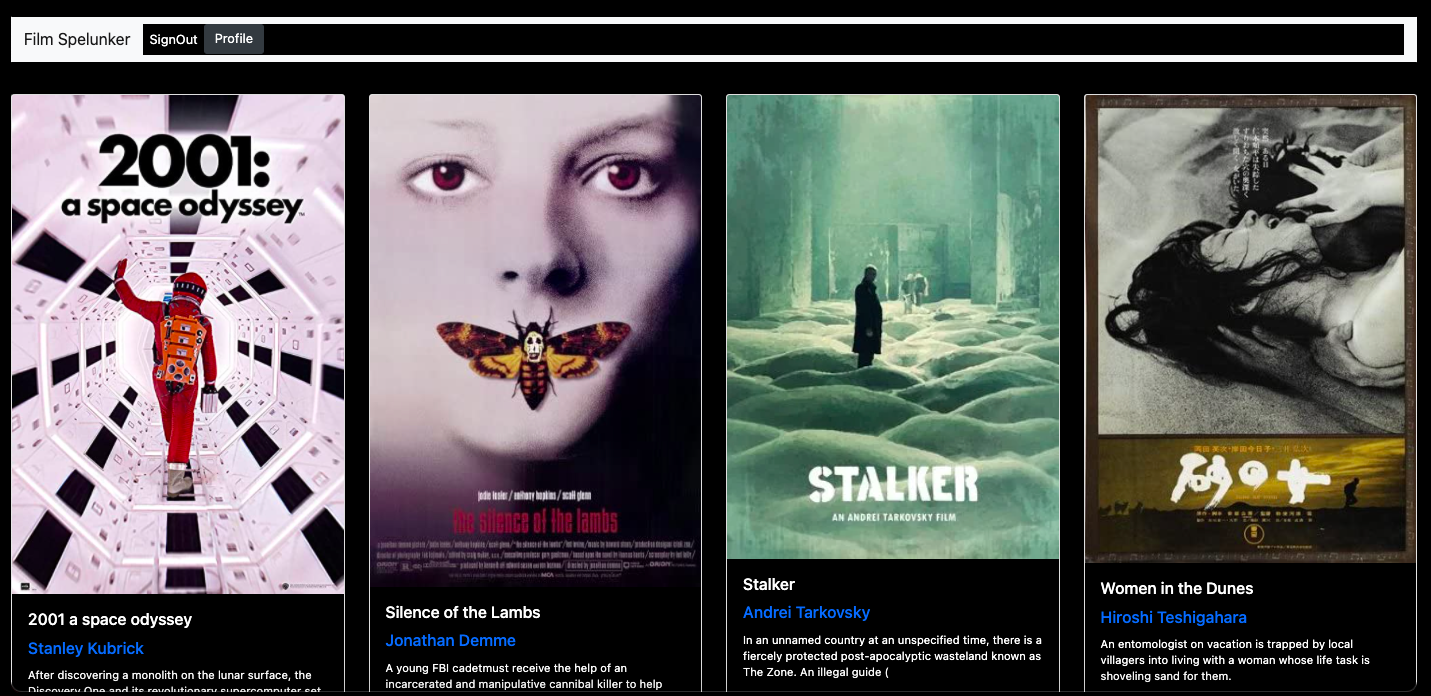 Film Spelunker SignOut Profile
2001:
a space odyssey
2001 a space odyssey
Stanley Kubrick
After discovering a monolith on the lunar surface, the
Discovery One and its revolutionary supercomputer set
jodie foster / anthony hopkins / scott glenn
the silence of the lambs
Silence of the Lambs
Jonathan Demme
A young FBI cadetmust receive the help of an
incarcerated and manipulative cannibal killer to help
STALKER
AN ANDREI TARKOVSKY FILM
Stalker
Andrei Tarkovsky
In an unnamed country at an unspecified time, there is a
fiercely protected post-apocalyptic wasteland known as
The Zone. An illegal guide (
砂の女
Women in the Dunes
Hiroshi Teshigahara
An entomologist on vacation is trapped by local
villagers into living with a woman whose life task is
shoveling sand for them.